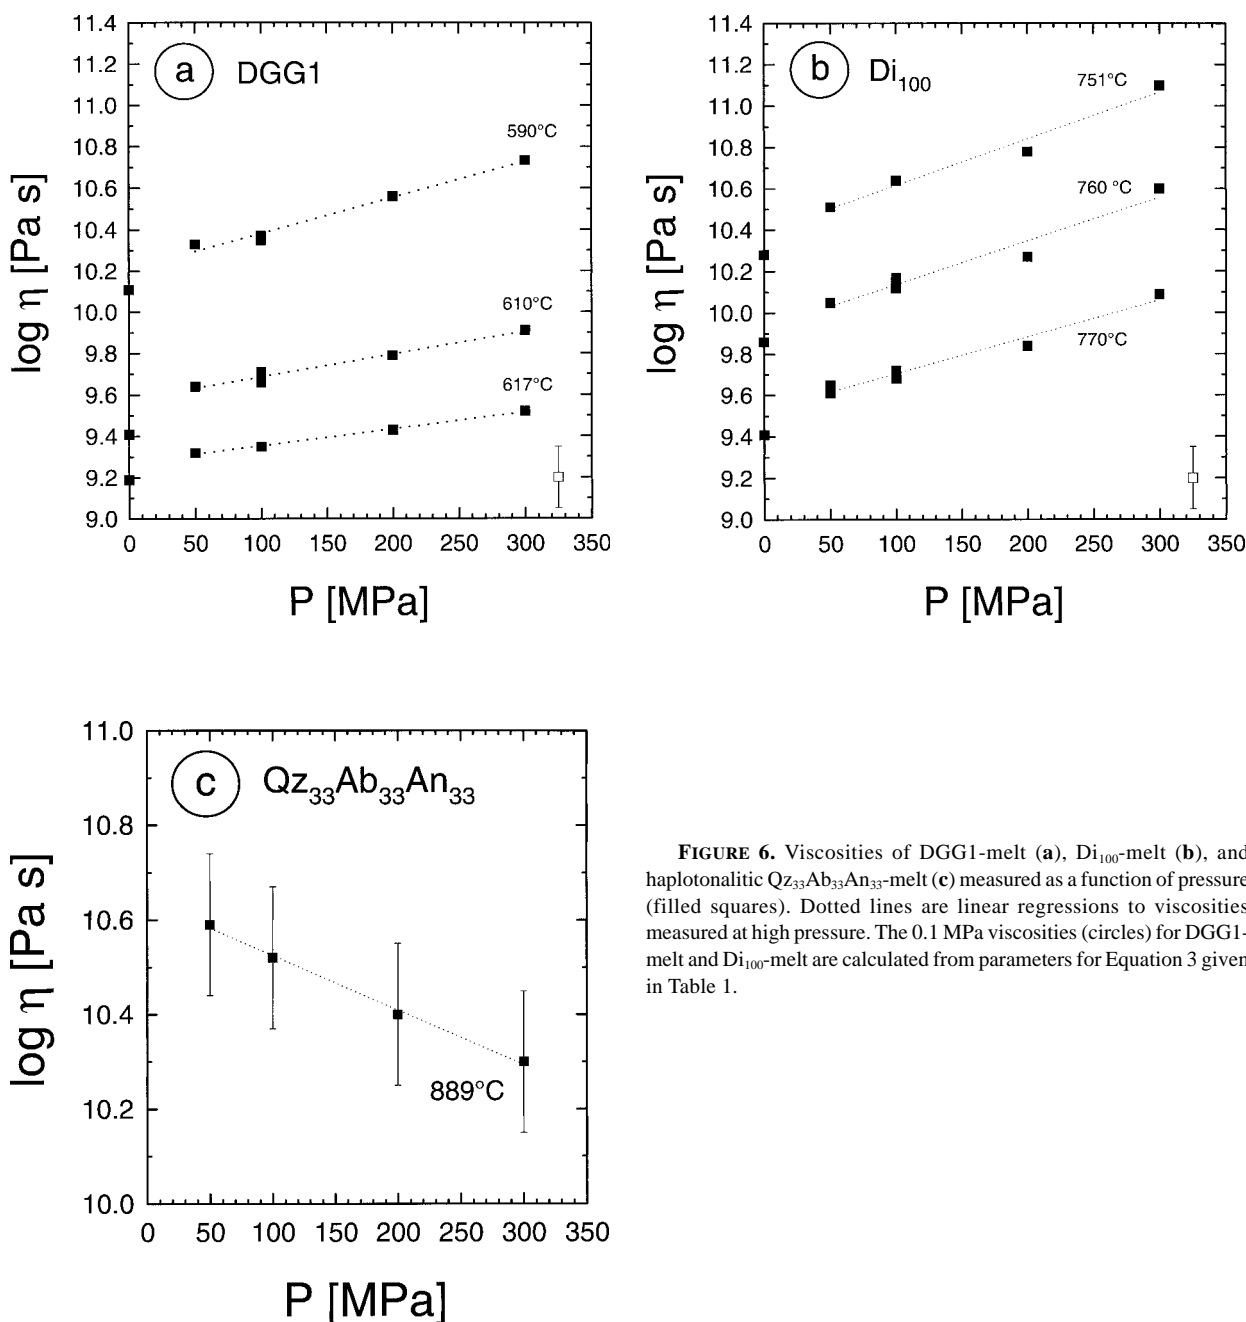 a DGG1
11.4
11.2
11.0
10.8
10.6
10.4
10.2
10.0
9.8
9.6
9.4
9.2
9.0
log η [Pa s]
590°C
610°C
617°C
0 50 100 150 200 250 300 350
P [MPa]
b Di100
11.4
11.2
11.0
10.8
10.6
10.4
10.2
10.0
9.8
9.6
9.4
9.2
9.0
log η [Pa s]
751°C
760 °C
770°C
0 50 100 150 200 250 300 350
P [MPa]
c Qz33Ab33An33
11.0
10.8
10.6
10.4
10.2
10.0
log η [Pa s]
889°C
0 50 100 150 200 250 300 350
P [MPa]
FIGURE 6. Viscosities of DGG1-melt (a), Di100-melt (b), and
haplotonalitic Qz33Ab33An33-melt (c) measured as a function of pressure
(filled squares). Dotted lines are linear regressions to viscosities
measured at high pressure. The 0.1 MPa viscosities (circles) for DGG1-
melt and Di100-melt are calculated from parameters for Equation 3 given
in Table 1.